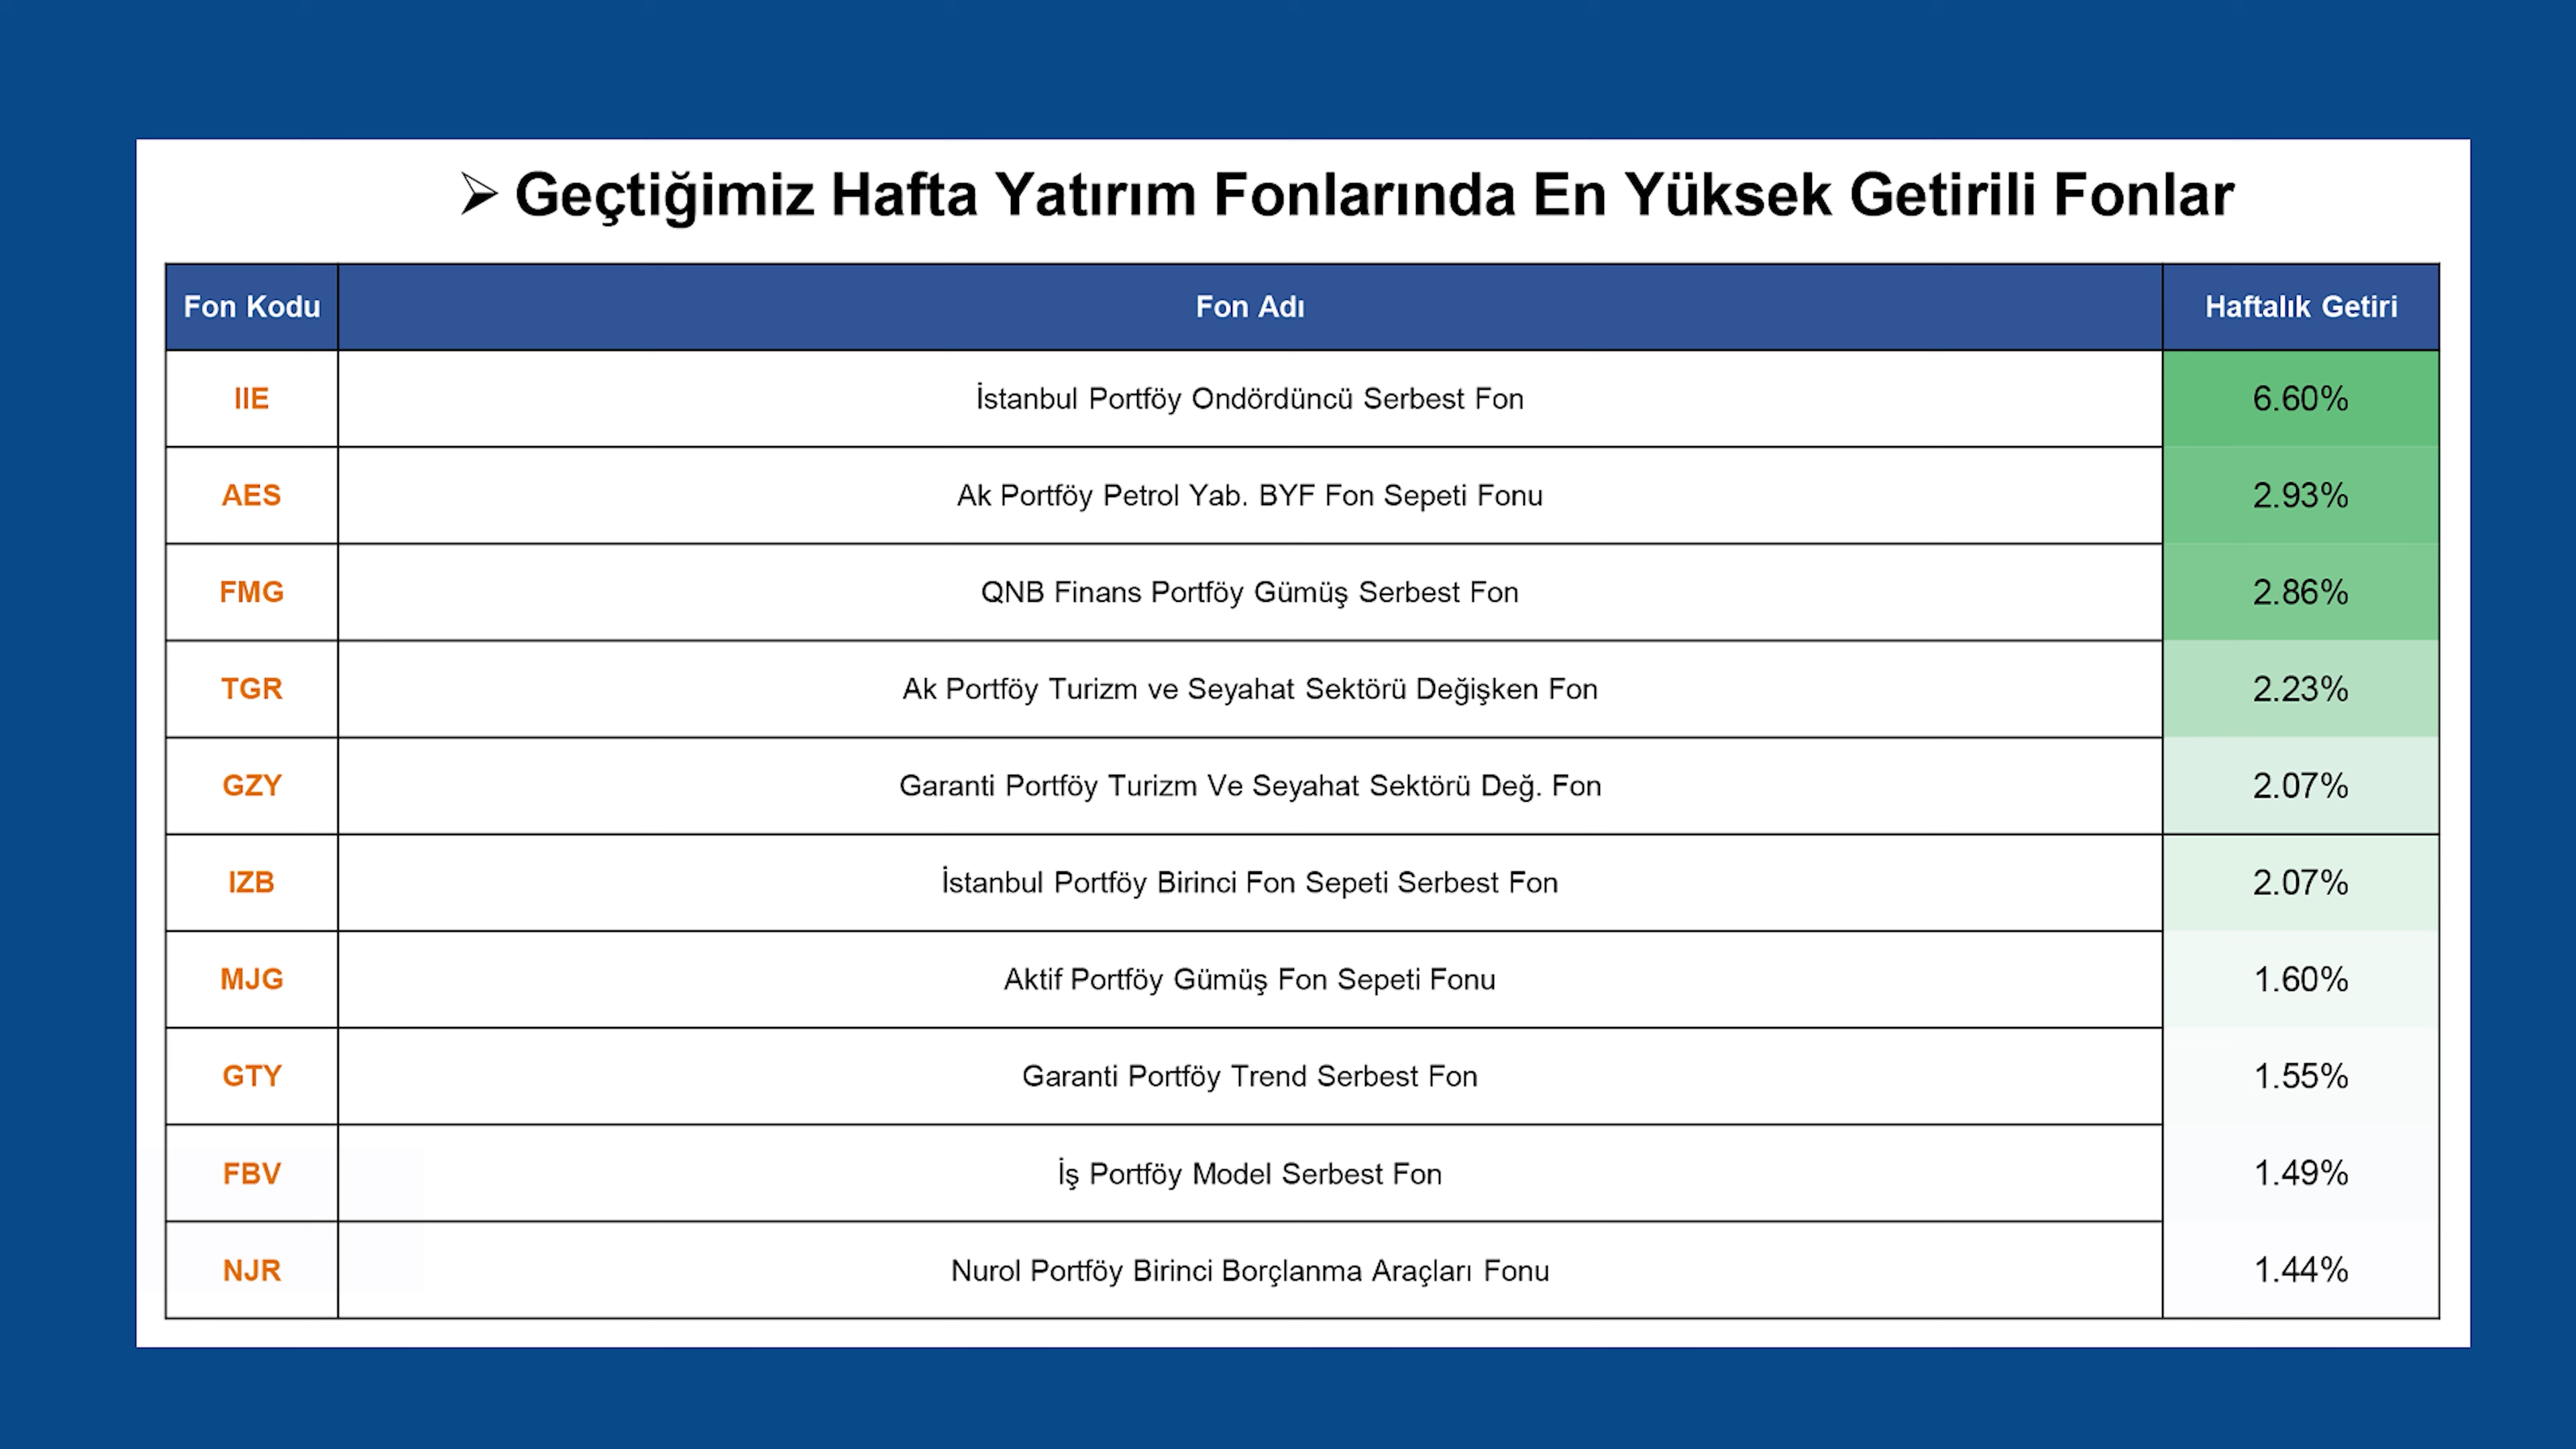 ➢ Geçtiğimiz Hafta Yatırım Fonlarında En Yüksek Getirili Fonlar
Fon Kodu Fon Adı Haftalık Getiri
IIE İstanbul Portföy Ondördüncü Serbest Fon 6.60%
AES Ak Portföy Petrol Yab. BYF Fon Sepeti Fonu 2.93%
FMG QNB Finans Portföy Gümüş Serbest Fon 2.86%
TGR Ak Portföy Turizm ve Seyahat Sektörü Değişken Fon 2.23%
GZY Garanti Portföy Turizm Ve Seyahat Sektörü Değ. Fon 2.07%
IZB İstanbul Portföy Birinci Fon Sepeti Serbest Fon 2.07%
MJG Aktif Portföy Gümüş Fon Sepeti Fonu 1.60%
GTY Garanti Portföy Trend Serbest Fon 1.55%
FBV İş Portföy Model Serbest Fon 1.49%
NJR Nurol Portföy Birinci Borçlanma Araçları Fonu 1.44%